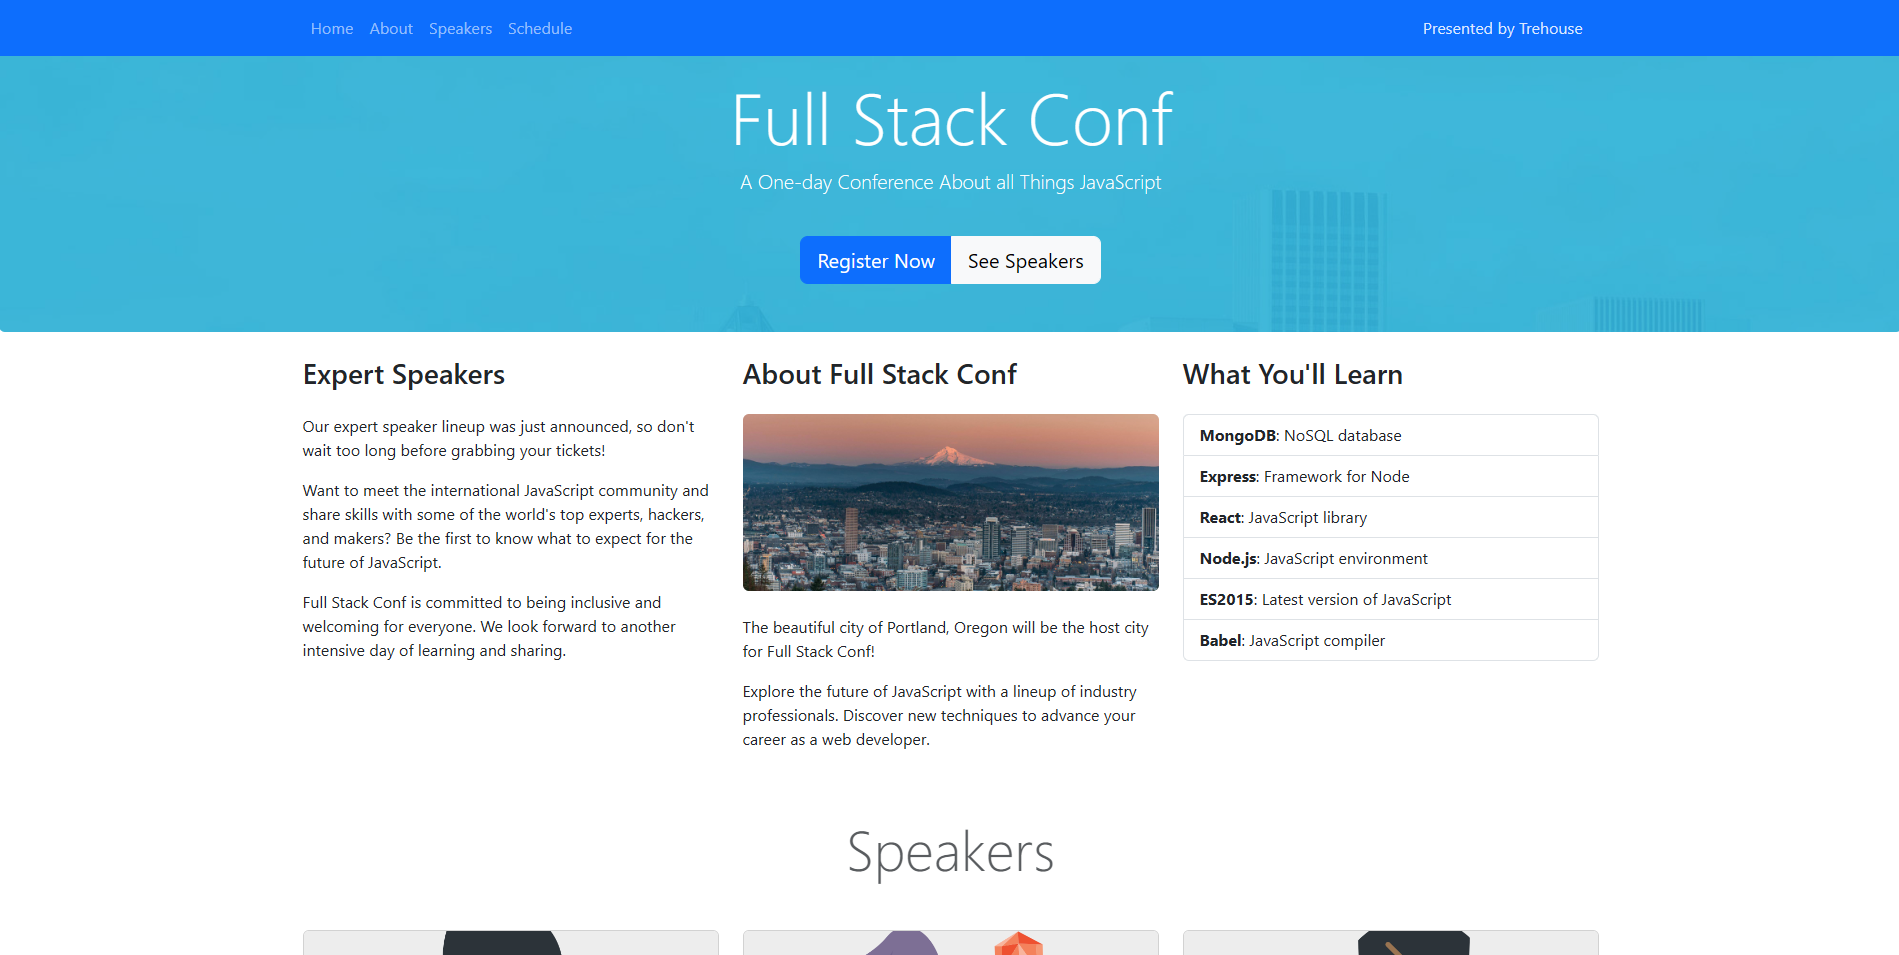 Home About Speakers Schedule Presented by Trehouse
Full Stack Conf
A One-day Conference About all Things JavaScript
Register Now See Speakers
Expert Speakers
Our expert speaker lineup was just announced, so don't
wait too long before grabbing your tickets!
Want to meet the international JavaScript community and
share skills with some of the world's top experts, hackers,
and makers? Be the first to know what to expect for the
future of JavaScript.
Full Stack Conf is committed to being inclusive and
welcoming for everyone. We look forward to another
intensive day of learning and sharing.
About Full Stack Conf
The beautiful city of Portland, Oregon will be the host city
for Full Stack Conf!
Explore the future of JavaScript with a lineup of industry
professionals. Discover new techniques to advance your
career as a web developer.
What You'll Learn
MongoDB: NoSQL database
Express: Framework for Node
React: JavaScript library
Node.js: JavaScript environment
ES2015: Latest version of JavaScript
Babel: JavaScript compiler
Speakers